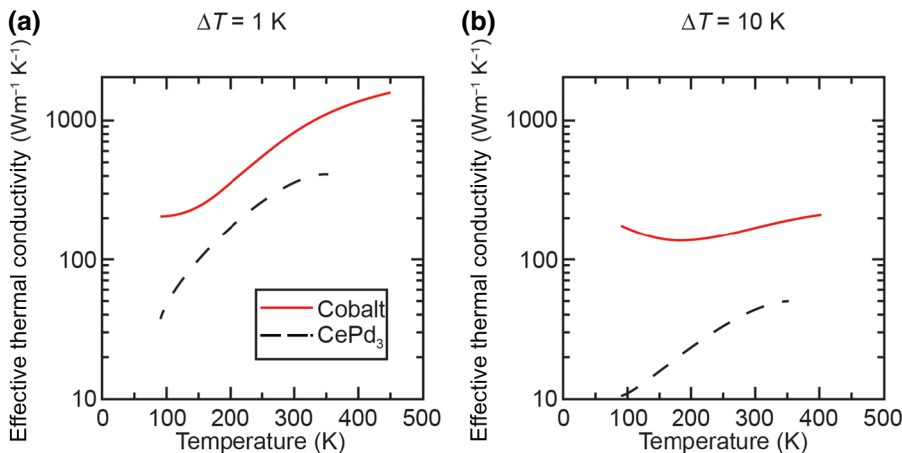 (a)
ΔT = 1 K
Effective thermal conductivity (Wm⁻¹ K⁻¹)
1000
100
10
0 100 200 300 400 500
Temperature (K)
Cobalt
CePd₃
(b)
ΔT = 10 K
Effective thermal conductivity (Wm⁻¹ K⁻¹)
1000
100
10
0 100 200 300 400 500
Temperature (K)